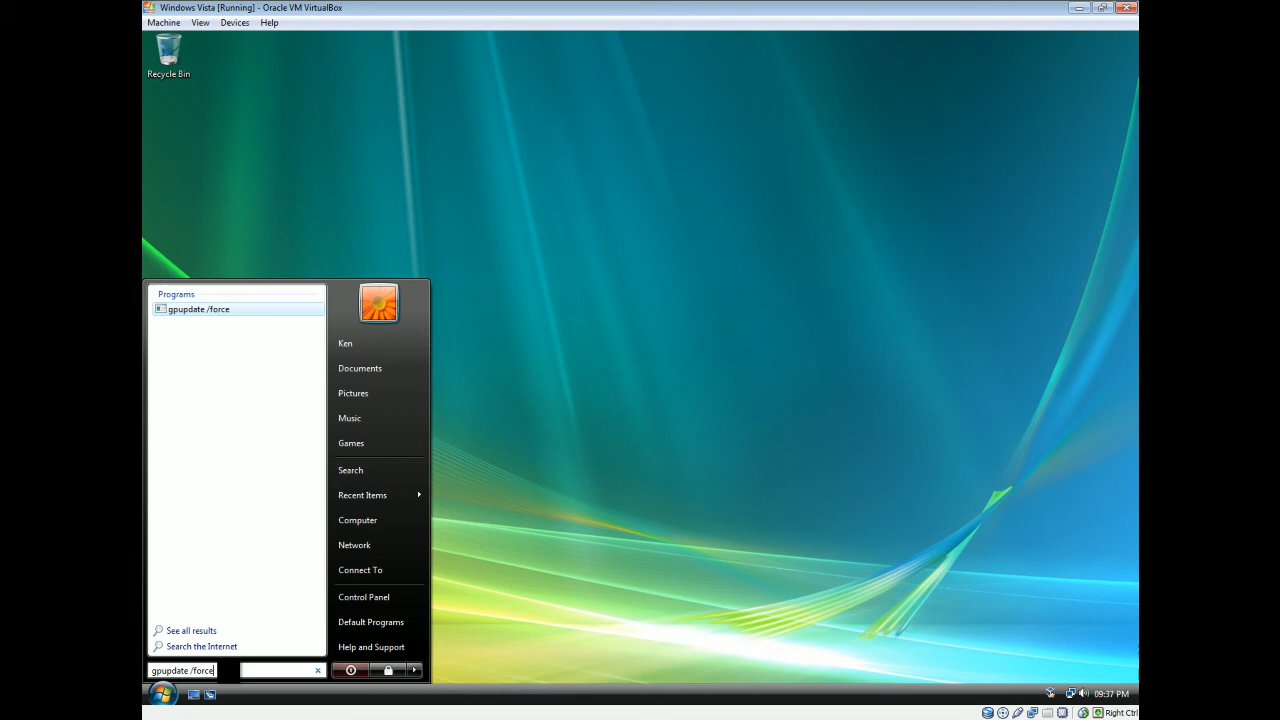 Windows Vista [Running] - Oracle VM VirtualBox
Machine View Devices Help
Recycle Bin
Programs
gpupdate /force
Ken
Documents
Pictures
Music
Games
Search
Recent Items
Computer
Network
Connect To
Control Panel
Default Programs
Help and Support
See all results
Search the Internet
gpupdate /force
09:37 PM
Right Ctrl